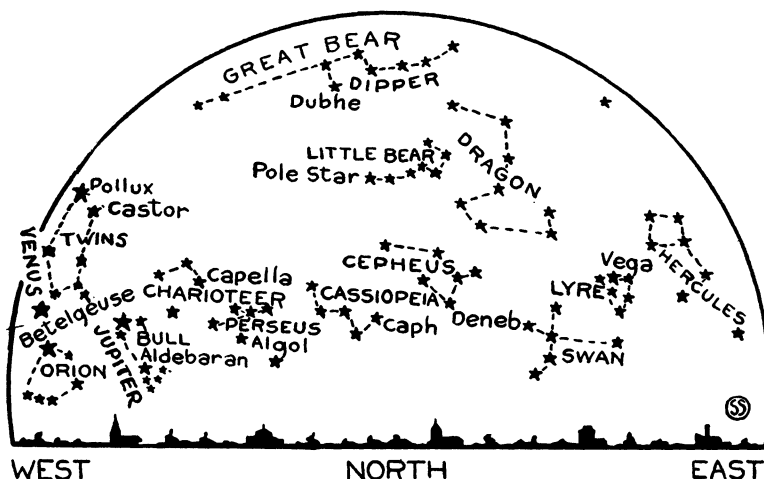 GREAT BEAR
DIPPER
Dubhe
LITTLE BEAR
Pole Star
DRAGON
Pollux
Castor
TWINS
VENUS
Capella
CHARIOTEER
CEPHEUS
CASSIOPEIA
Caph
PERSEUS
Algol
Deneb
LYRE
Vega
HERCULES
SWAN
Betelgeuse
ORION
JUPITER
BULL
Aldebaran
SS
WEST NORTH EAST